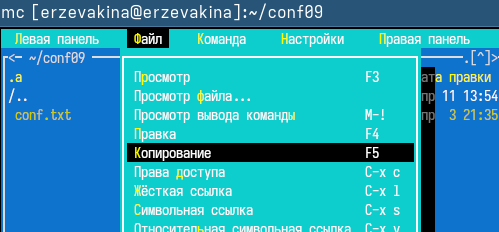 mc [erzevakina@erzevakina]:~/conf09
Левая панель Файл Команда Настройки Правая панель
<— ~/conf09 .[^]>
.а Просмотр F3 ата правки
/.. Просмотр файла... пр 11 13:54
conf.txt Просмотр вывода команды M-! пр 3 21:35
Правка F4
Копирование F5
Права доступа C-x c
Жёсткая ссылка C-x l
Символьная ссылка C-x s
Относительная символьная ссылка C-x v